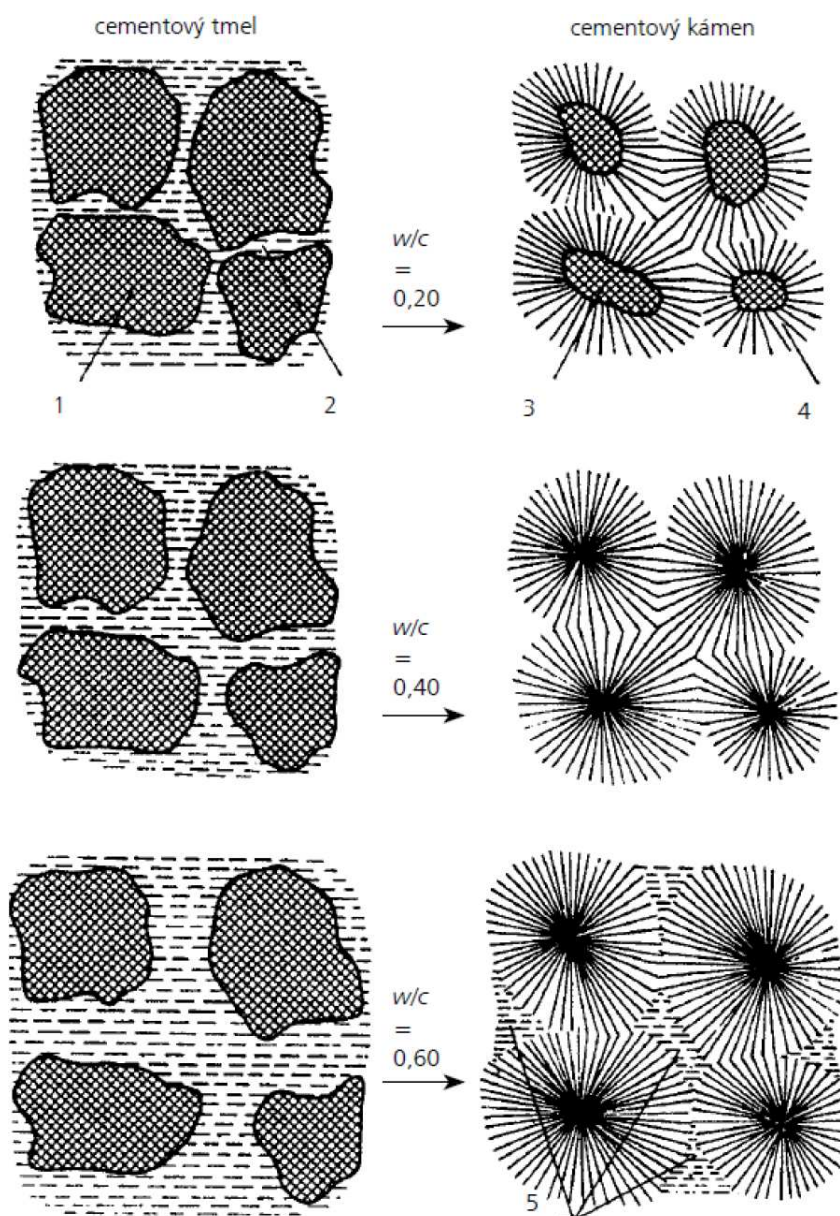 cementový tmel
cementový kámen
w/c
=
0,20
1
2
3
4
w/c
=
0,40
w/c
=
0,60
5